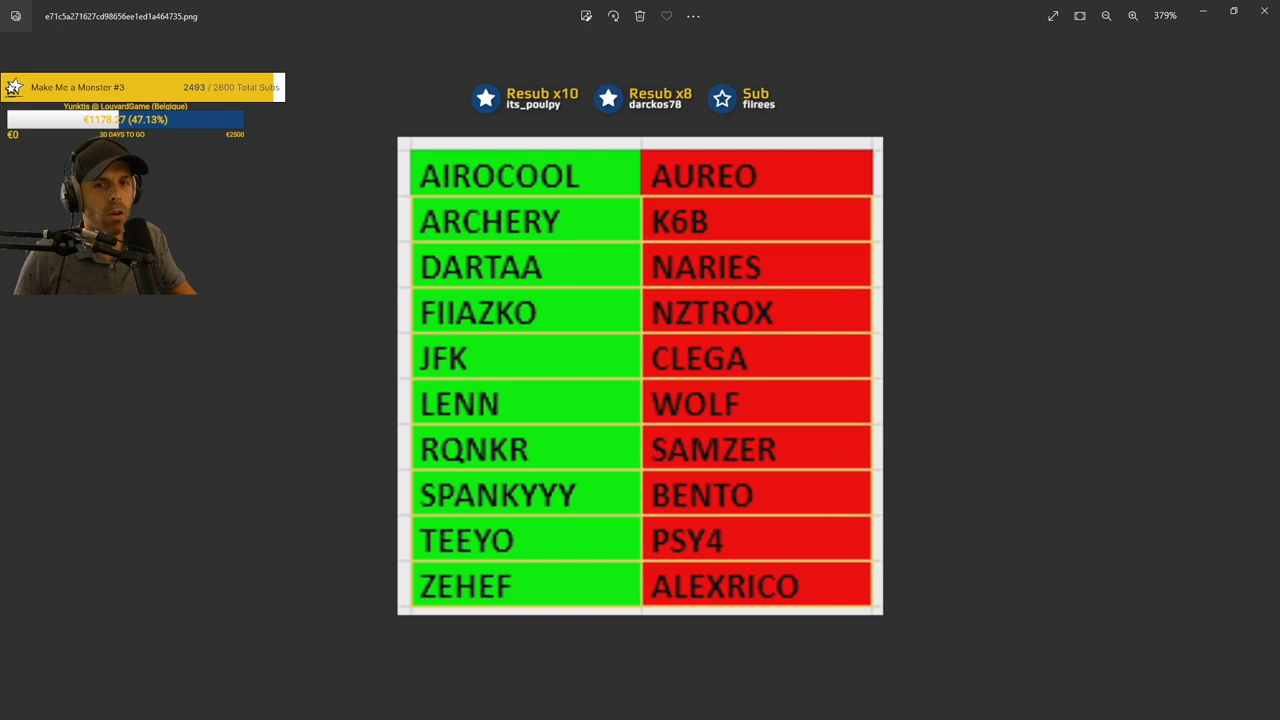 e71c5a271627cd98656ee1ed1a464735.png
379%
Make Me a Monster #3 2493 / 2600 Total Subs
Yunktis @ LouvardGame (Belgique)
€1178.27 (47.13%)
€0 30 DAYS TO GO €2500
Resub x10 Resub x8 Sub
its_poulpy darckos78 fiirees
AIROCOOL AUREO
ARCHERY K6B
DARTAA NARIES
FIIAZKO NZTROX
JFK CLEGA
LENN WOLF
RQNKR SAMZER
SPANKYYY BENTO
TEEYO PSY4
ZEHEF ALEXRICO